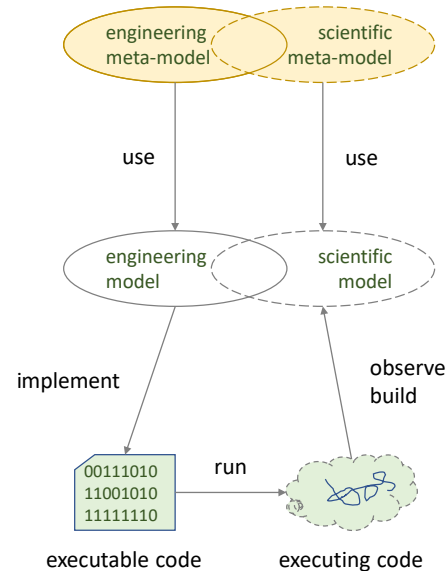 engineering
meta-model
scientific
meta-model
use
use
engineering
model
scientific
model
implement
observe
build
00111010
11001010
11111110
run
executable code
executing code